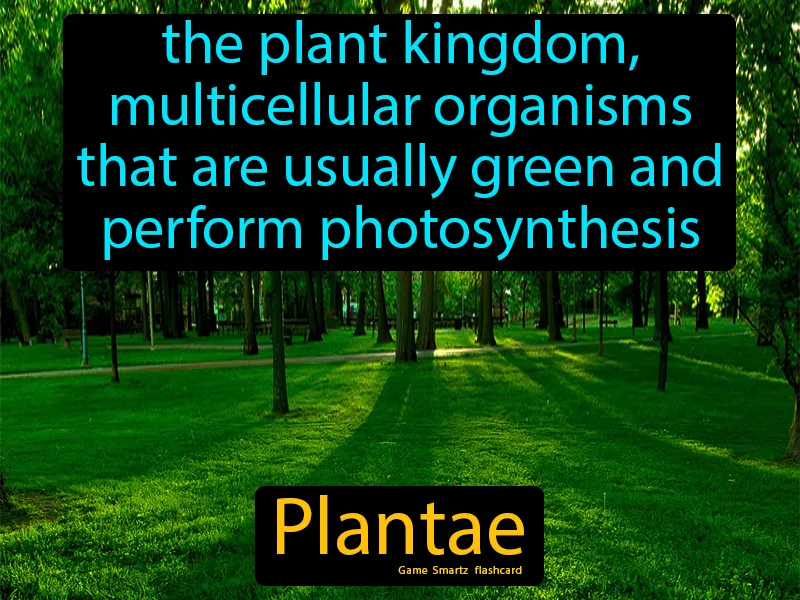 the plant kingdom,
multicellular organisms
that are usually green and
perform photosynthesis
Plantae
Game Smartz flashcard